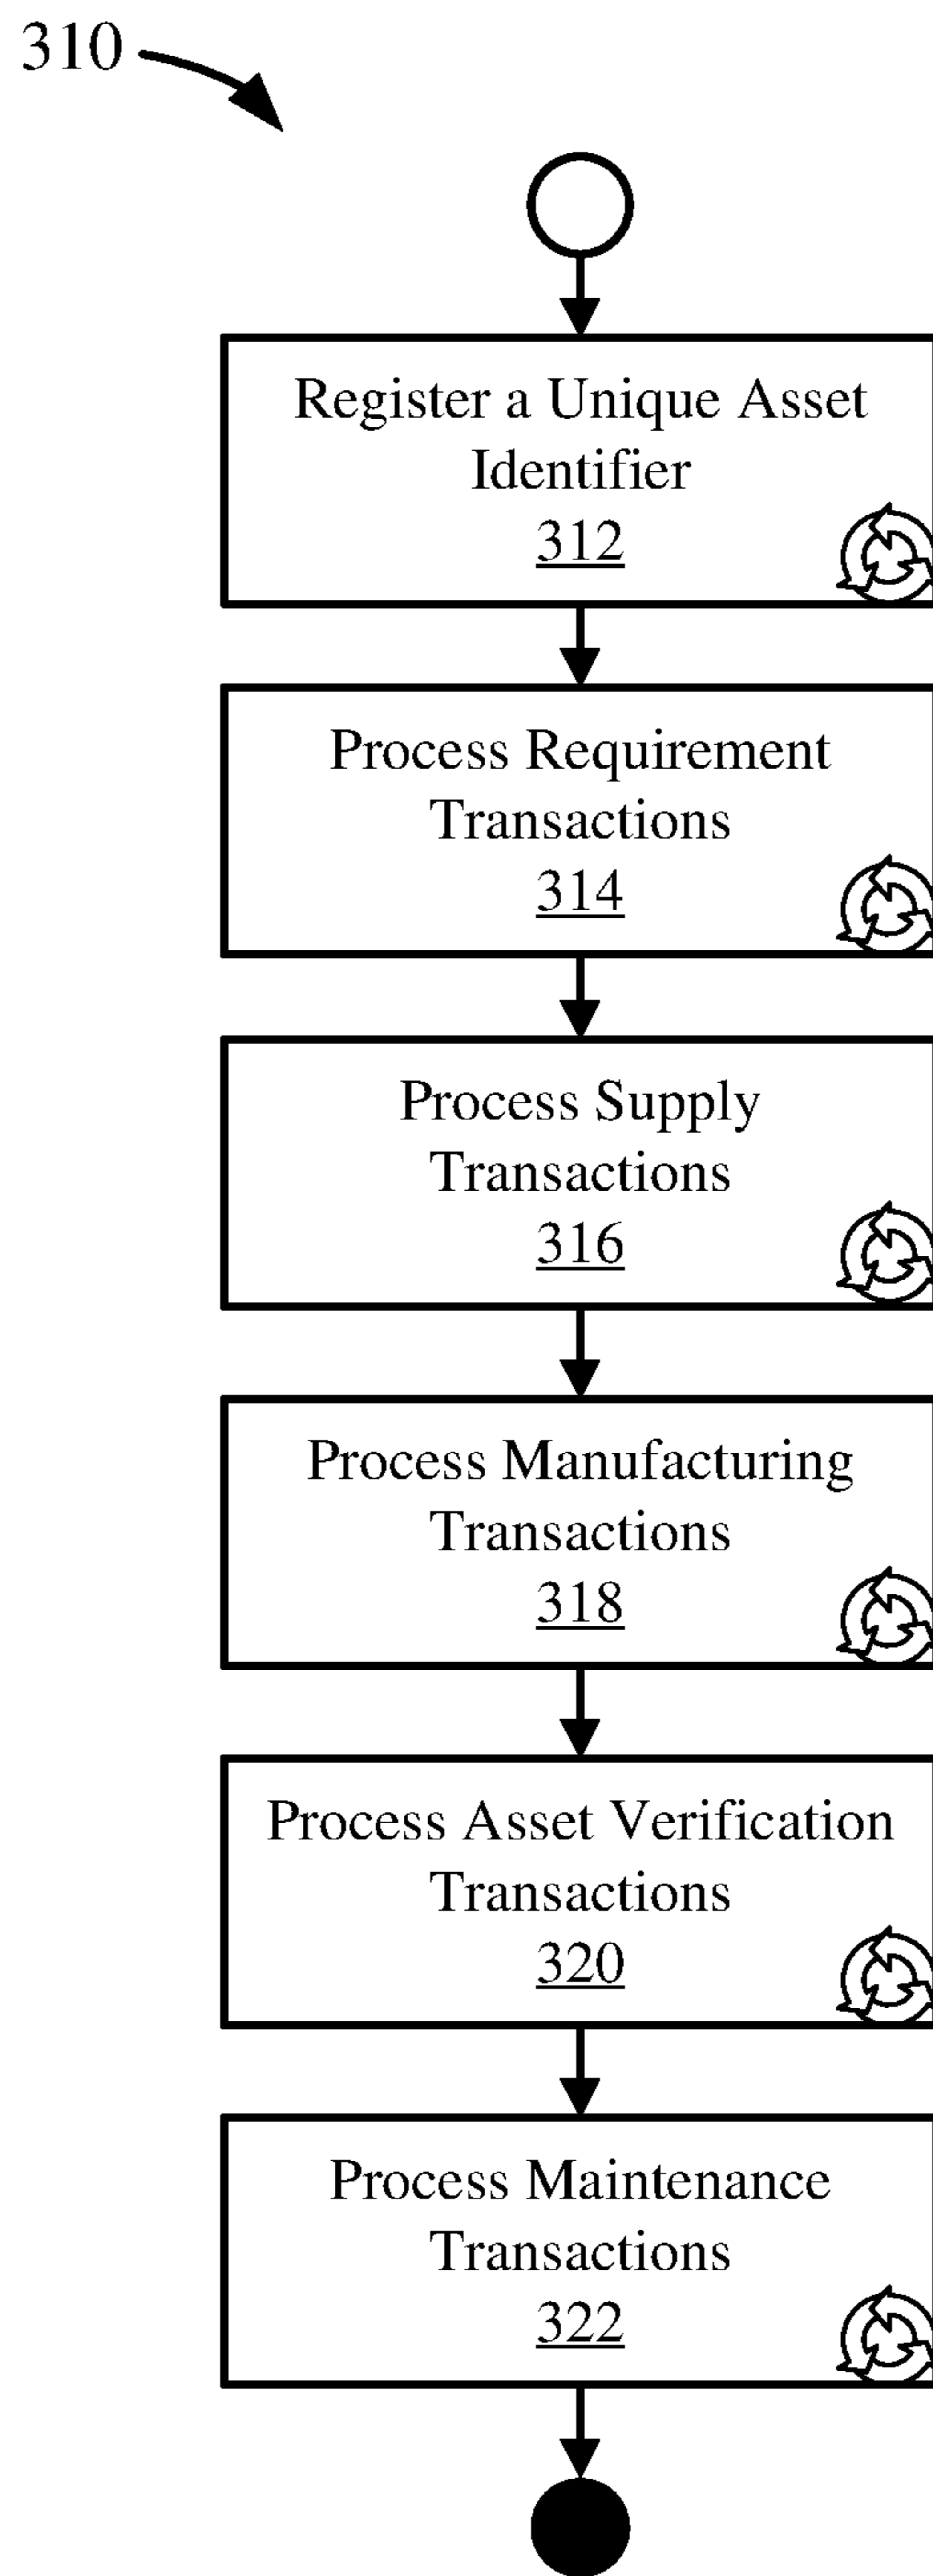 310
Register a Unique Asset
Identifier
312
Process Requirement
Transactions
314
Process Supply
Transactions
316
Process Manufacturing
Transactions
318
Process Asset Verification
Transactions
320
Process Maintenance
Transactions
322